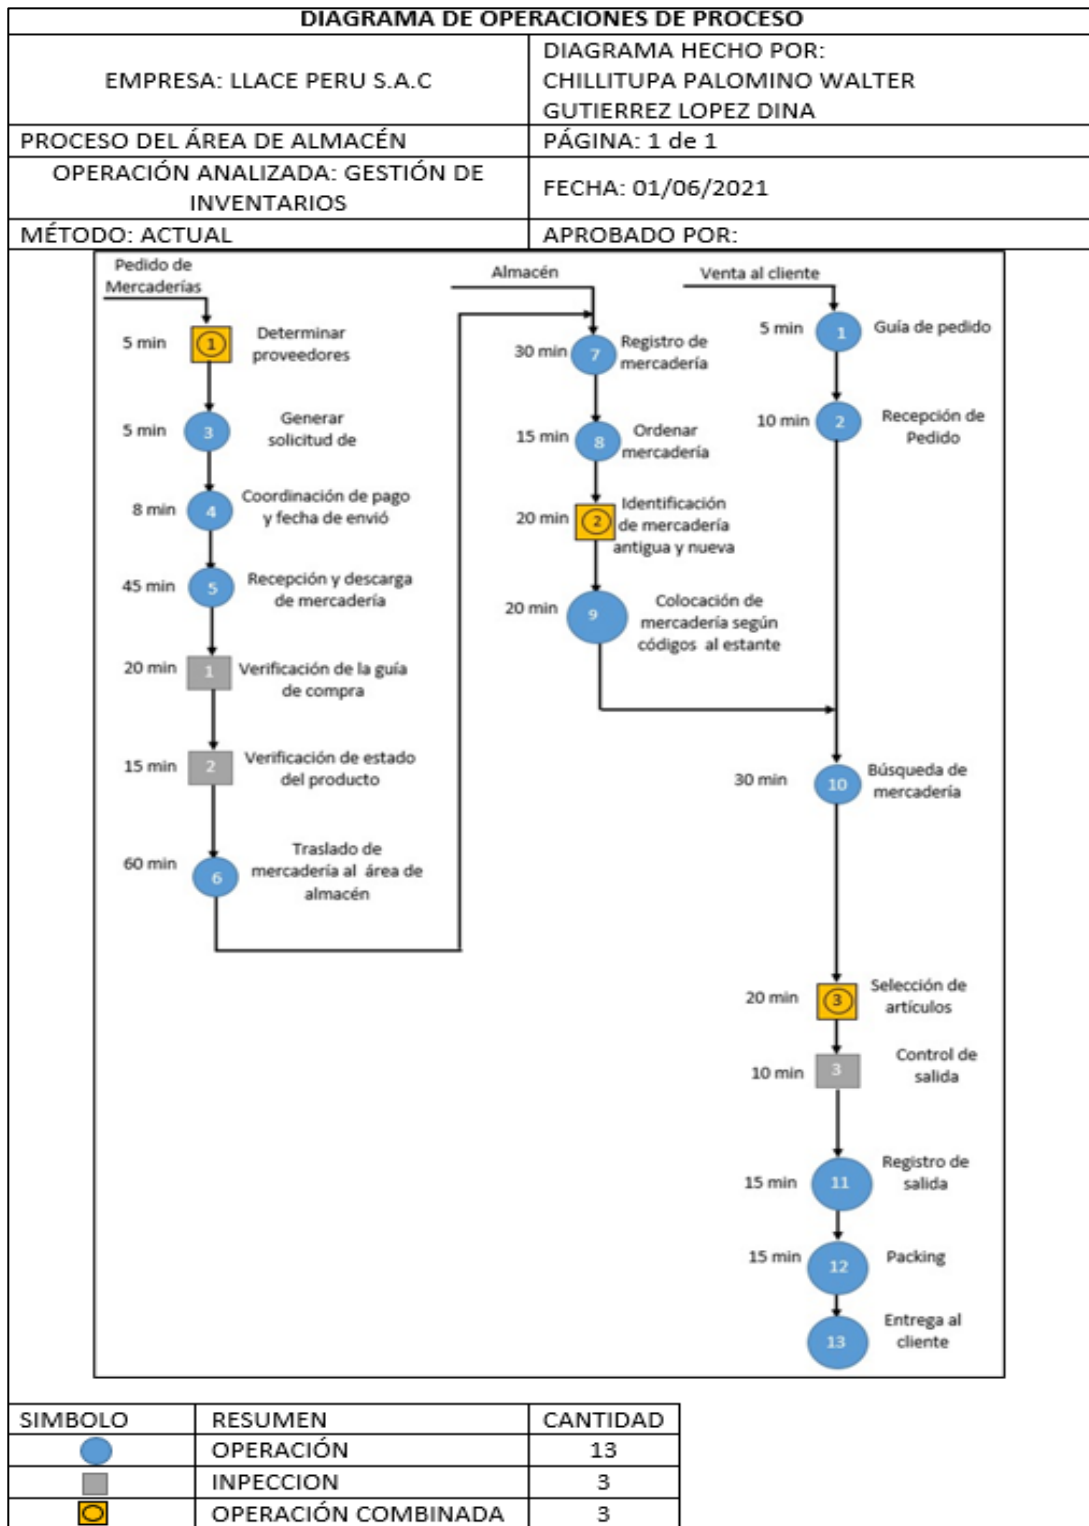 DIAGRAMA DE OPERACIONES DE PROCESO
EMPRESA: LLACE PERU S.A.C
DIAGRAMA HECHO POR:
CHILLITUPA PALOMINO WALTER
GUTIERREZ LOPEZ DINA
PROCESO DEL ÁREA DE ALMACÉN
PÁGINA: 1 de 1
OPERACIÓN ANALIZADA: GESTIÓN DE
INVENTARIOS
FECHA: 01/06/2021
MÉTODO: ACTUAL
APROBADO POR:
Pedido de
Mercaderías
5 min
1
Determinar
proveedores
5 min
3
Generar
solicitud de
8 min
4
Coordinación de pago
y fecha de envió
45 min
5
Recepción y descarga
de mercadería
20 min
1
Verificación de la guía
de compra
15 min
2
Verificación de estado
del producto
60 min
6
Traslado de
mercadería al área de
almacén
Almacén
30 min
7
Registro de
mercadería
15 min
8
Ordenar
mercadería
20 min
2
Identificación
de mercadería
antigua y nueva
20 min
9
Colocación de
mercadería según
códigos al estante
Venta al cliente
5 min
1
Guía de pedido
10 min
2
Recepción de
Pedido
30 min
10
Búsqueda de
mercadería
20 min
3
Selección de
artículos
10 min
3
Control de
salida
15 min
11
Registro de
salida
15 min
12
Packing
13
Entrega al
cliente
SIMBOLO RESUMEN CANTIDAD
OPERACIÓN 13
INPECCION 3
OPERACIÓN COMBINADA 3